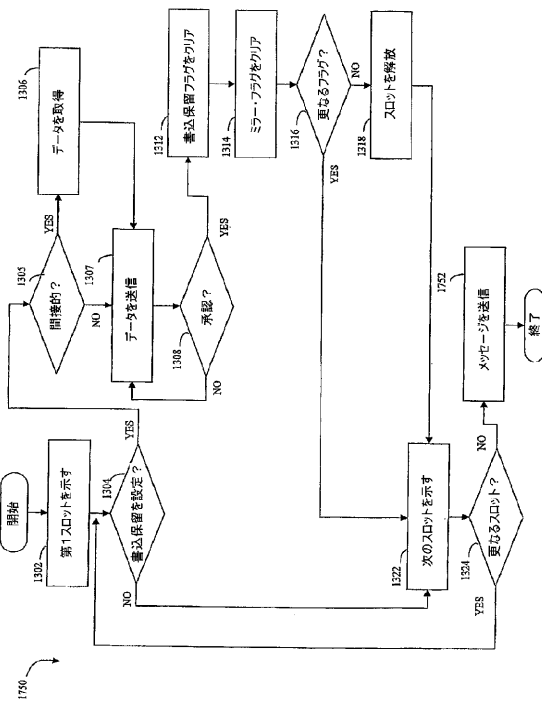 1750
開始
1302
第1スロットを示す
1304
書込保留を設定?
YES
NO
1305
間接的?
YES
NO
1306
データを取得
1307
データを送信
1308
承認?
YES
NO
1312
書込保留フラグをクリア
1314
ミラー・フラグをクリア
1316
更なるフラグ?
YES
NO
1318
スロットを解放
1322
次のスロットを示す
1324
更なるスロット?
YES
NO
1752
メッセージを送信
終了